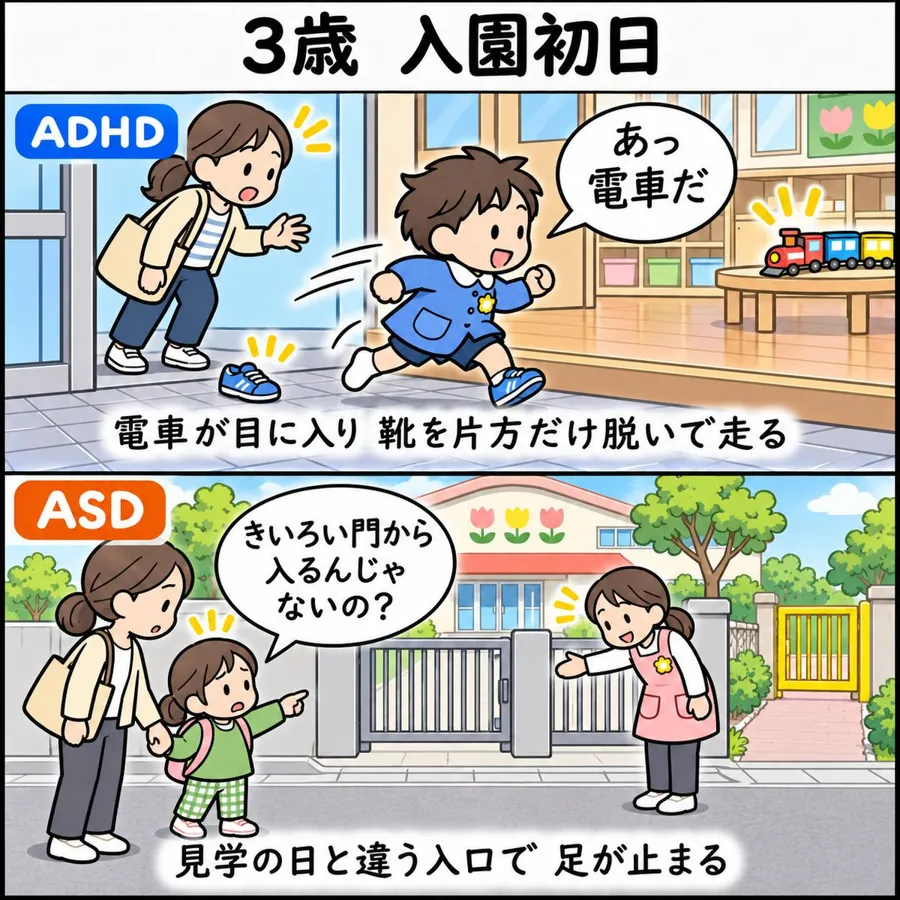 3歳 入園初日
ADHD
あっ
電車だ
電車が目に入り 靴を片方だけ脱いで走る
ASD
きいろい門から
入るんじゃ
ないの？
見学の日と違う入口で 足が止まる